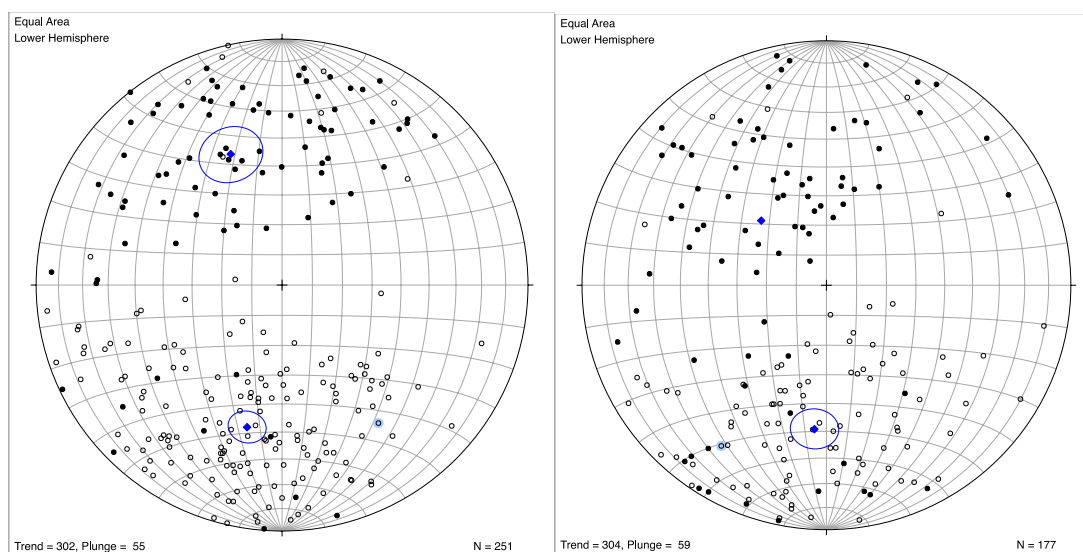 Equal Area
Lower Hemisphere
Trend = 302, Plunge = 55
N = 251
Equal Area
Lower Hemisphere
Trend = 304, Plunge = 59
N = 177